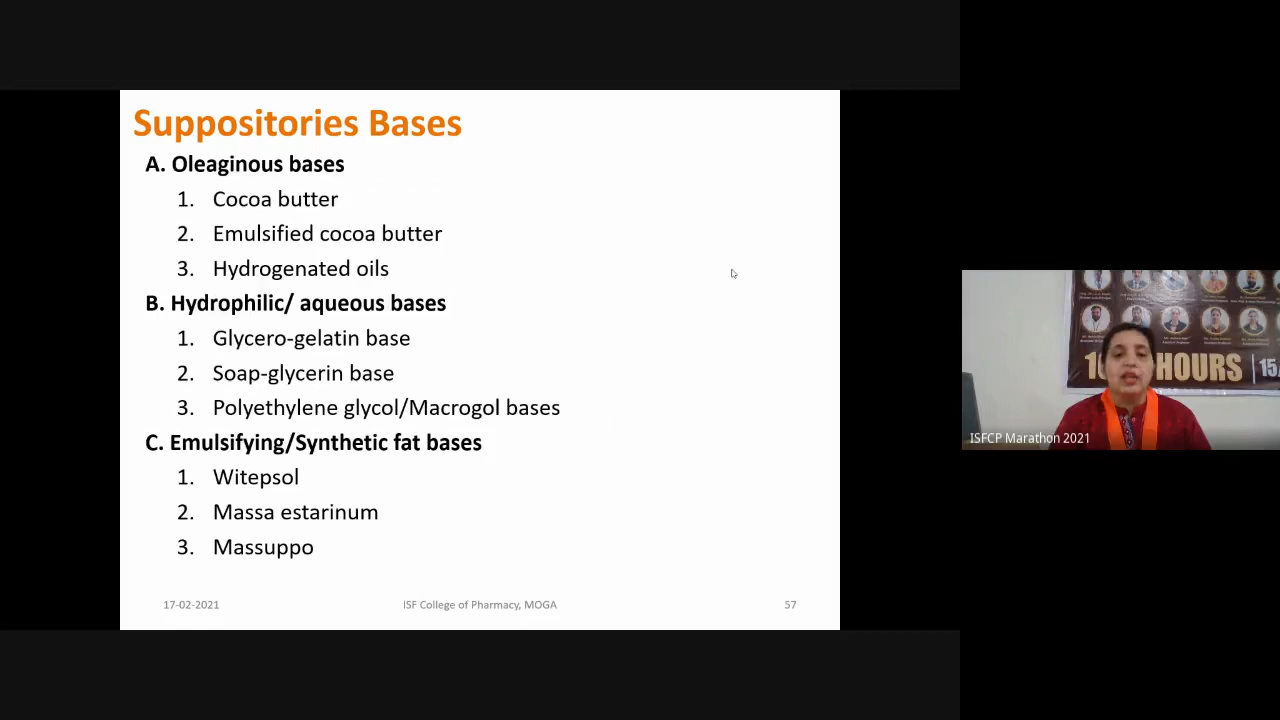 Suppositories Bases
A. Oleaginous bases
1. Cocoa butter
2. Emulsified cocoa butter
3. Hydrogenated oils
B. Hydrophilic/ aqueous bases
1. Glycero-gelatin base
2. Soap-glycerin base
3. Polyethylene glycol/Macrogol bases
C. Emulsifying/Synthetic fat bases
1. Witepsol
2. Massa estarinum
3. Massuppo
17-02-2021 ISF College of Pharmacy, MOGA 57
HOURS
ISFCP Marathon 2021